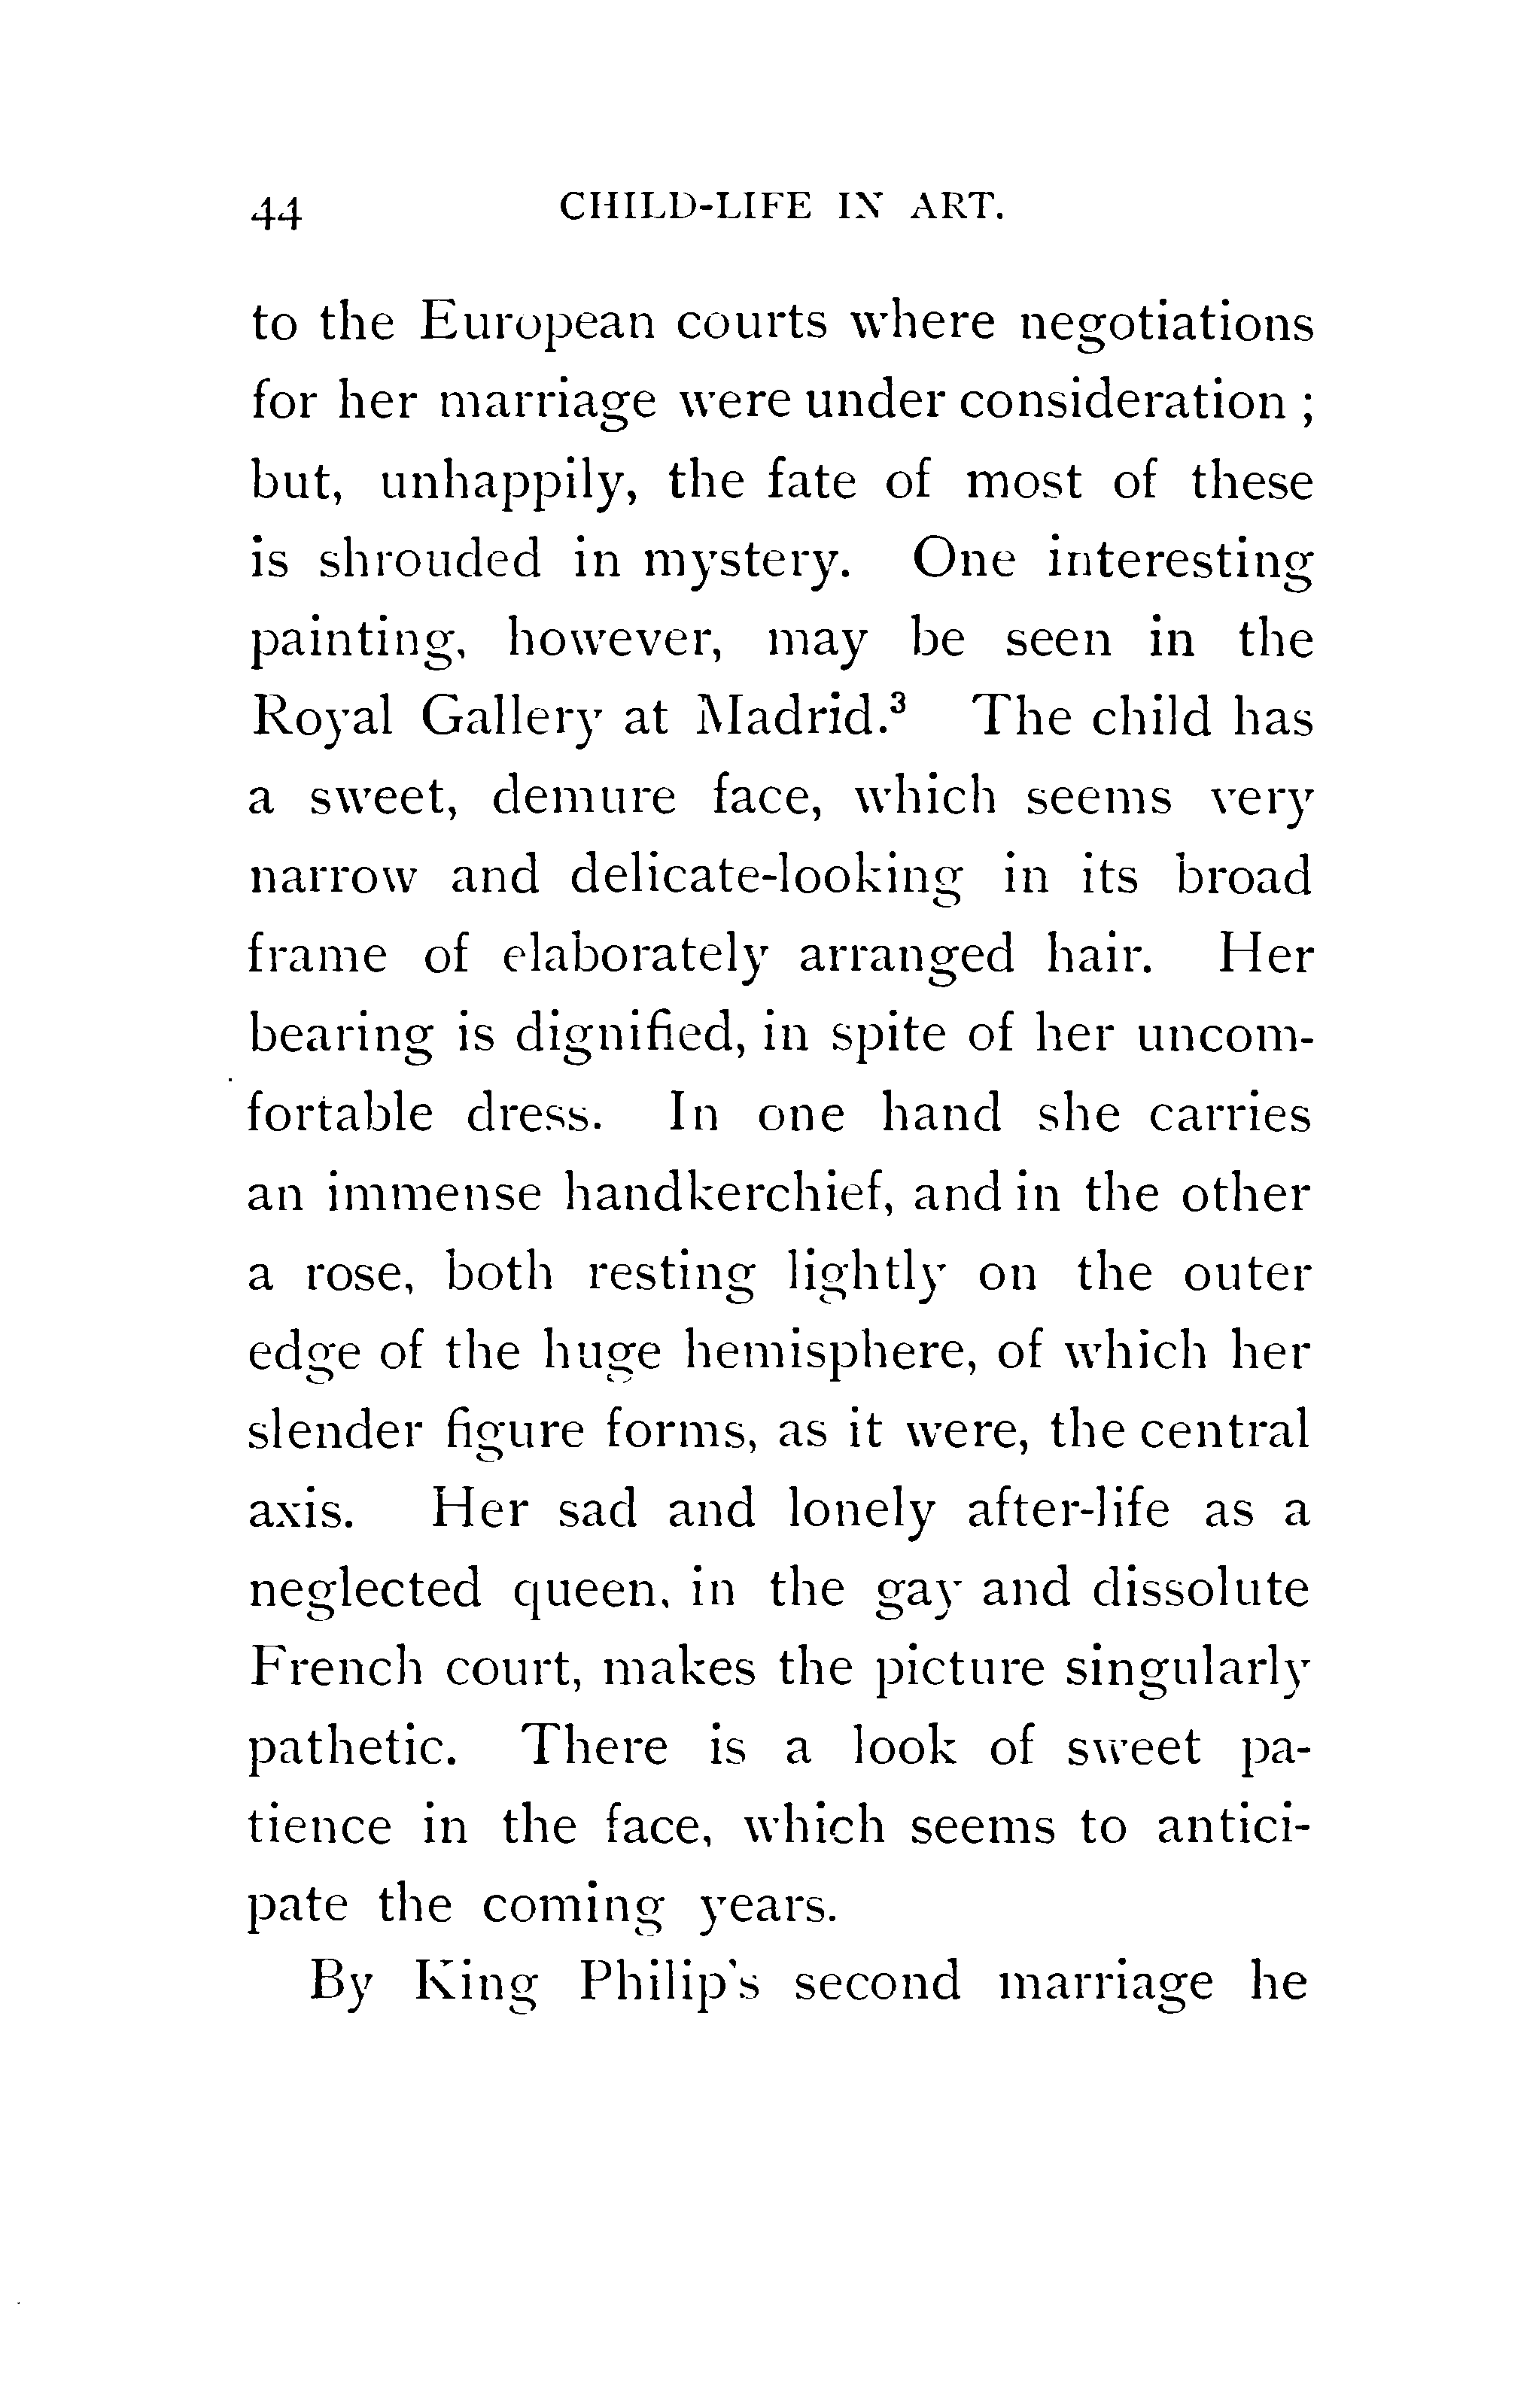 44 CHILD-LIFE IN ART.
to the European courts where negotiations
for her marriage were under consideration ;
but, unhappily, the fate of most of these
is shrouded in mystery. One interesting
painting, however, may be seen in the
Royal Gallery at Madrid.³ The child has
a sweet, demure face, which seems very
narrow and delicate-looking in its broad
frame of elaborately arranged hair. Her
bearing is dignified, in spite of her uncom-
fortable dress. In one hand she carries
an immense handkerchief, and in the other
a rose, both resting lightly on the outer
edge of the huge hemisphere, of which her
slender figure forms, as it were, the central
axis. Her sad and lonely after-life as a
neglected queen, in the gay and dissolute
French court, makes the picture singularly
pathetic. There is a look of sweet pa-
tience in the face, which seems to antici-
pate the coming years.
By King Philip's second marriage he